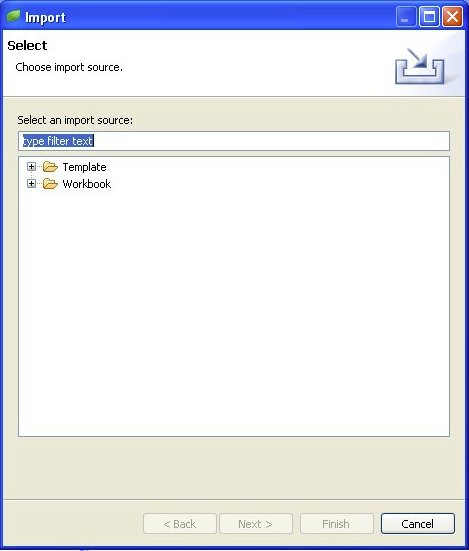 Import
Select
Choose import source.
Select an import source:
type filter text
Template
Workbook
< Back
Next >
Finish
Cancel